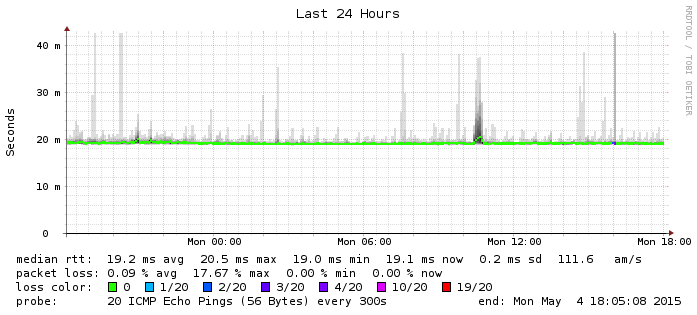 Last 24 Hours
RRDTOOL / TOBI OETIKER
Seconds
40 m
30 m
20 m
10 m
0
Mon 00:00 Mon 06:00 Mon 12:00 Mon 18:00
median rtt: 19.2 ms avg 20.5 ms max 19.0 ms min 19.1 ms now 0.2 ms sd 111.6 am/s
packet loss: 0.09 % avg 17.67 % max 0.00 % min 0.00 % now
loss color: 0 1/20 2/20 3/20 4/20 10/20 19/20
probe: 20 ICMP Echo Pings (56 Bytes) every 300s end: Mon May 4 18:05:08 2015